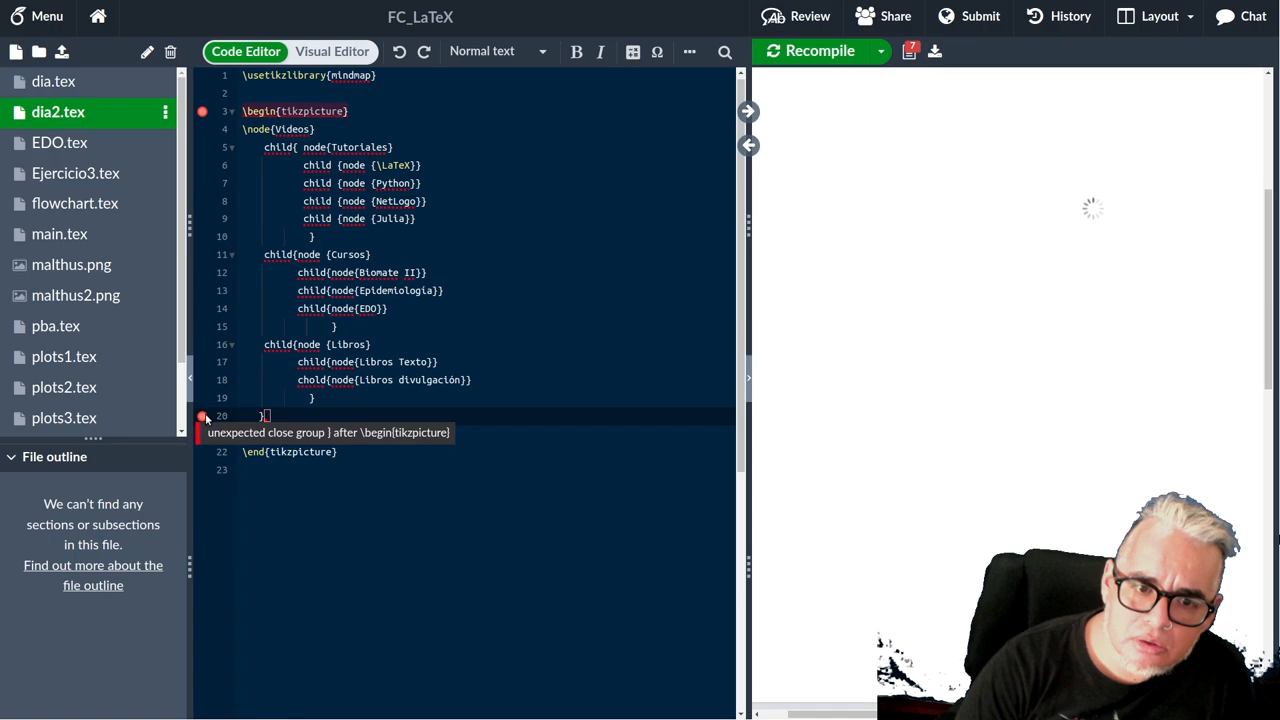 Menu
FC_LaTeX
Review
Share
Submit
History
Layout
Chat
Code Editor
Visual Editor
Normal text
B
I
Ω
Recompile
7
dia.tex
dia2.tex
EDO.tex
Ejercicio3.tex
flowchart.tex
main.tex
malthus.png
malthus2.png
pba.tex
plots1.tex
plots2.tex
plots3.tex
File outline
We can't find any
sections or subsections
in this file.
Find out more about the
file outline
1 \usetikzlibrary{mindmap}
2
3 \begin{tikzpicture}
4 \node{Videos}
5 child{ node{Tutoriales}
6 child {node {\LaTeX}}
7 child {node {Python}}
8 child {node {NetLogo}}
9 child {node {Julia}}
10 }
11 child{node {Cursos}
12 child{node{Biomate II}}
13 child{node{Epidemiologia}}
14 child{node{EDO}}
15 }
16 child{node {Libros}
17 child{node{Libros Texto}}
18 chold{node{Libros divulgación}}
19 }
20 }
unexpected close group } after \begin{tikzpicture}
22 \end{tikzpicture}
23